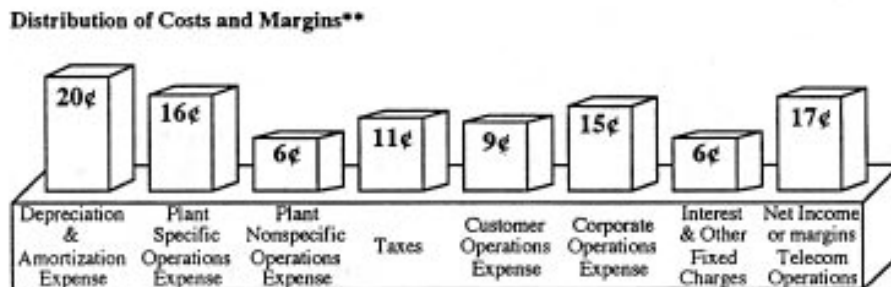 Distribution of Costs and Margins**
20¢
16¢
6¢
11¢
9¢
15¢
6¢
17¢
Depreciation
&
Amortization
Expense
Plant
Specific
Operations
Expense
Plant
Nonspecific
Operations
Expense
Taxes
Customer
Operations
Expense
Corporate
Operations
Expense
Interest
& Other
Fixed
Charges
Net Income
or margins
Telecom
Operations